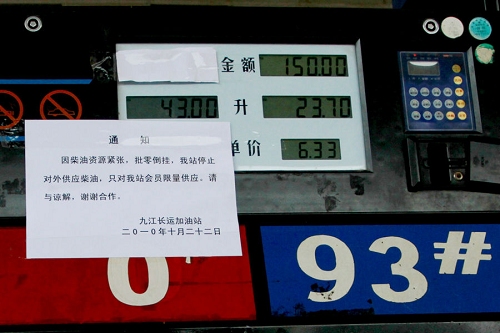 金额 150.00
43.00 升 23.70
单价 6.33
通 知
因柴油资源紧张，批零倒挂，我站停止
对外供应柴油，只对我站会员限量供应。请
与谅解，谢谢合作。
九江长运加油站
二0一0年十月二十二日
0#
93#